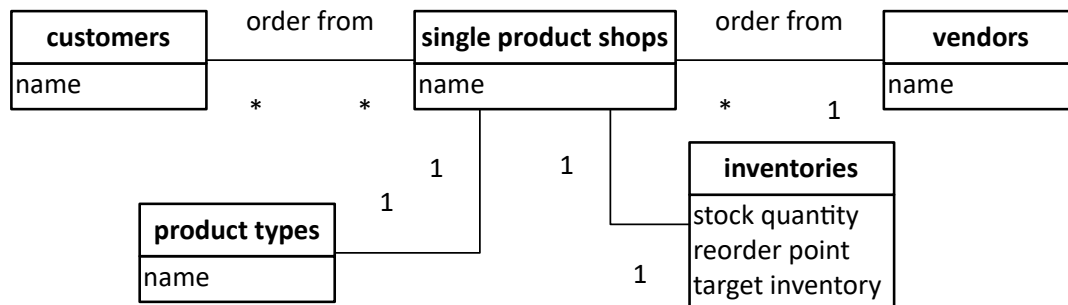 customers
name
order from
*
*
single product shops
name
order from
*
1
vendors
name
1
1
product types
name
1
1
inventories
stock quantity
reorder point
target inventory